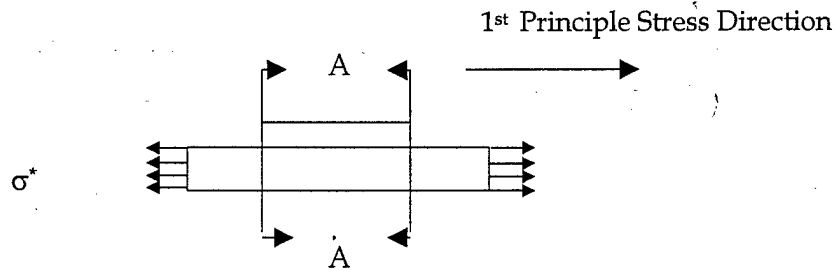 1st Principle Stress Direction
A
σ*
A